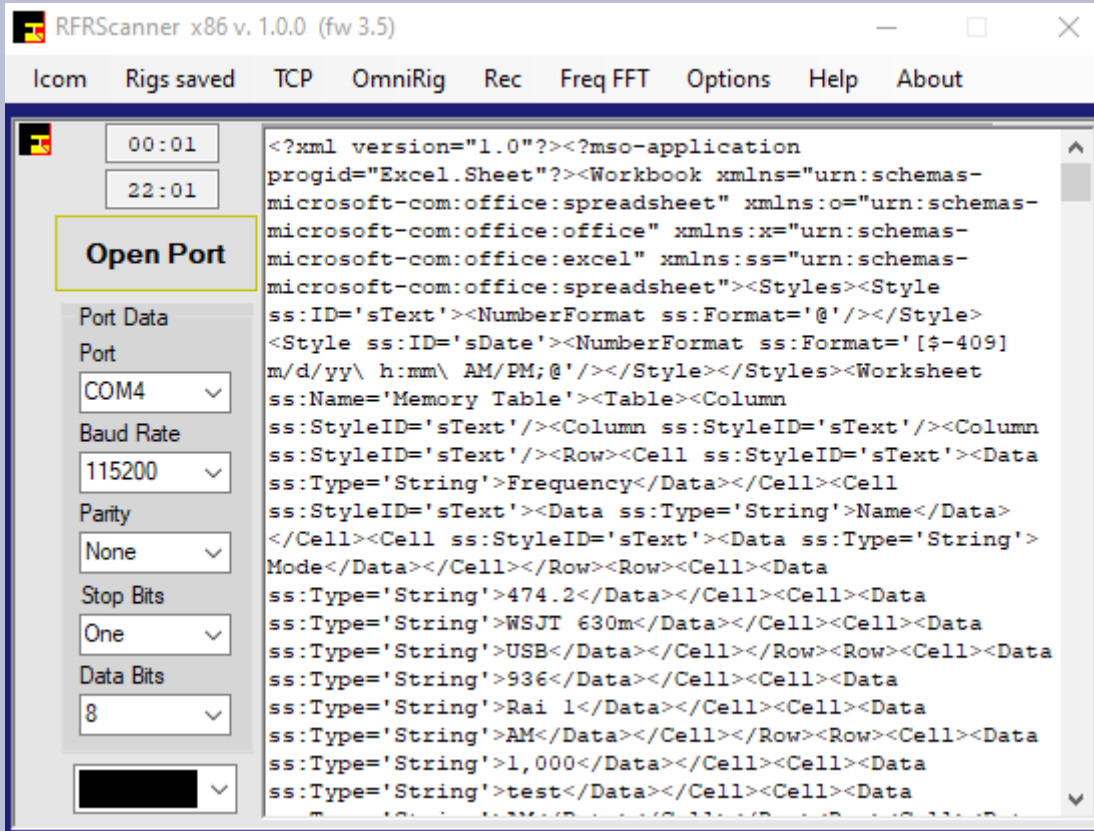 RFRScanner x86 v. 1.0.0 (fw 3.5)
Icom Rigs saved TCP OmniRig Rec Freq FFT Options Help About
00:01
22:01
Open Port
Port Data
Port
COM4
Baud Rate
115200
Parity
None
Stop Bits
One
Data Bits
8
<?xml version="1.0"?><?mso-application
progid="Excel.Sheet"?><Workbook xmlns="urn:schemas-
microsoft-com:office:spreadsheet" xmlns:o="urn:schemas-
microsoft-com:office:office" xmlns:x="urn:schemas-
microsoft-com:office:excel" xmlns:ss="urn:schemas-
microsoft-com:office:spreadsheet"><Styles><Style
ss:ID='sText'><NumberFormat ss:Format='@'/></Style>
<Style ss:ID='sDate'><NumberFormat ss:Format='[$-409]
m/d/yy\ h:mm\ AM/PM;@'/></Style></Styles><Worksheet
ss:Name='Memory Table'><Table><Column
ss:StyleID='sText'/><Column ss:StyleID='sText'/><Column
ss:StyleID='sText'/><Row><Cell ss:StyleID='sText'><Data
ss:Type='String'>Frequency</Data></Cell><Cell
ss:StyleID='sText'><Data ss:Type='String'>Name</Data>
</Cell><Cell ss:StyleID='sText'><Data ss:Type='String'>
Mode</Data></Cell></Row><Row><Cell><Data
ss:Type='String'>474.2</Data></Cell><Cell><Data
ss:Type='String'>WSJT 630m</Data></Cell><Cell><Data
ss:Type='String'>USB</Data></Cell></Row><Row><Cell><Data
ss:Type='String'>936</Data></Cell><Cell><Data
ss:Type='String'>Rai 1</Data></Cell><Cell><Data
ss:Type='String'>AM</Data></Cell></Row><Row><Cell><Data
ss:Type='String'>1,000</Data></Cell><Cell><Data
ss:Type='String'>test</Data></Cell><Cell><Data